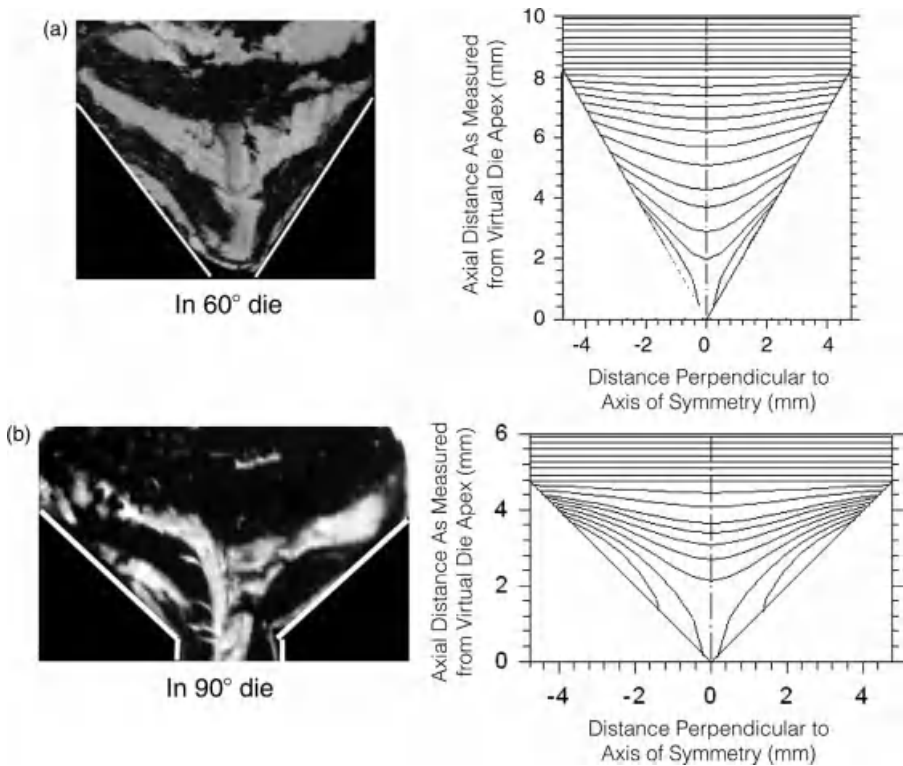 (a)
In 60° die
Axial Distance As Measured
from Virtual Die Apex (mm)
10
8
6
4
2
0
-4
-2
0
2
4
Distance Perpendicular to
Axis of Symmetry (mm)
(b)
In 90° die
Axial Distance As Measured
from Virtual Die Apex (mm)
6
4
2
0
-4
-2
0
2
4
Distance Perpendicular to
Axis of Symmetry (mm)